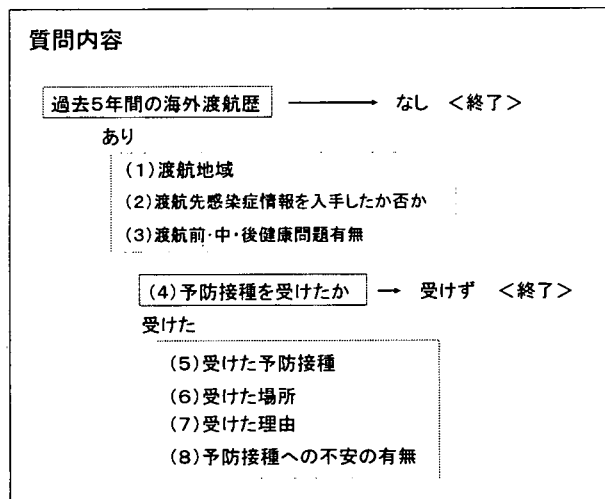 質問内容
過去5年間の海外渡航歴 → なし <終了>
あり
(1)渡航地域
(2)渡航先感染症情報を入手したか否か
(3)渡航前・中・後健康問題有無
(4)予防接種を受けたか → 受けず <終了>
受けた
(5)受けた予防接種
(6)受けた場所
(7)受けた理由
(8)予防接種への不安の有無